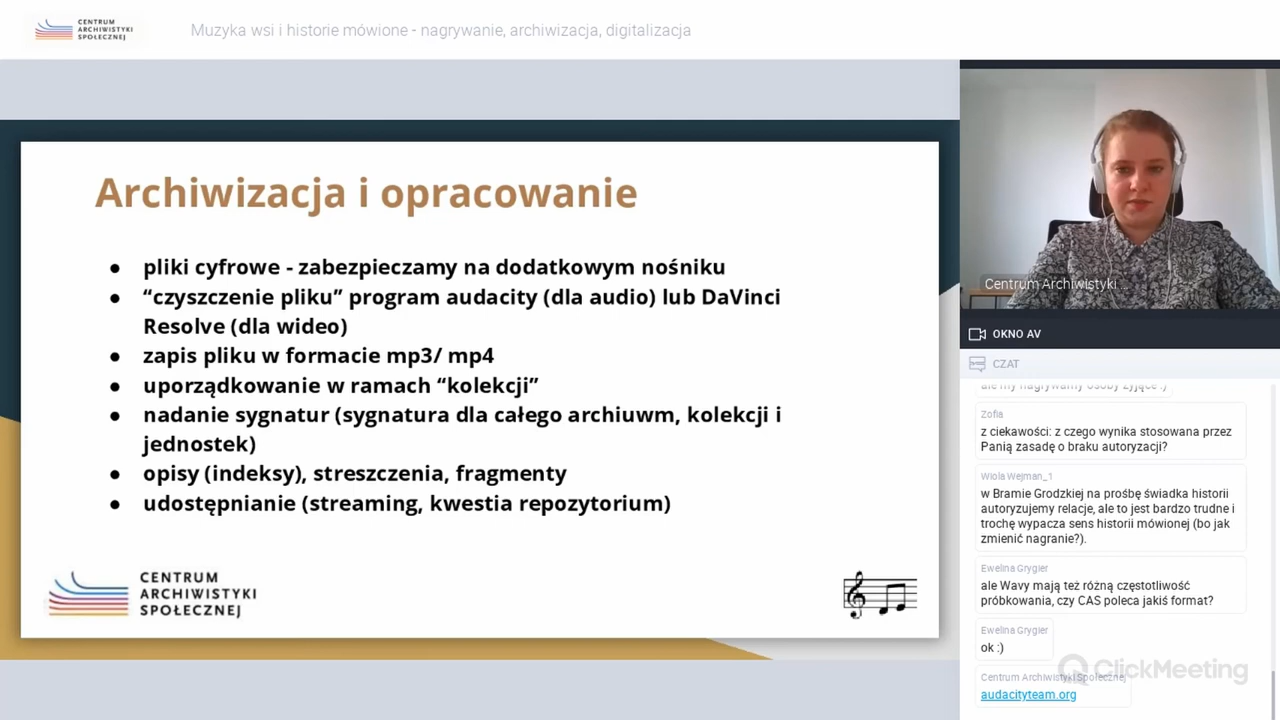 CENTRUM
ARCHIWISTYKI
SPOŁECZNEJ
Muzyka wsi i historie mówione - nagrywanie, archiwizacja, digitalizacja
Archiwizacja i opracowanie
● pliki cyfrowe - zabezpieczamy na dodatkowym nośniku
● “czyszczenie pliku” program audacity (dla audio) lub DaVinci
Resolve (dla wideo)
● zapis pliku w formacie mp3/ mp4
● uporządkowanie w ramach “kolekcji”
● nadanie sygnatur (sygnatura dla całego archiuwm, kolekcji i
jednostek)
● opisy (indeksy), streszczenia, fragmenty
● udostępnianie (streaming, kwestia repozytorium)
CENTRUM
ARCHIWISTYKI
SPOŁECZNEJ
Centrum Archiwistyki ...
OKNO AV
CZAT
ale my nagrywamy osoby żyjące :)
Zofia
z ciekawości: z czego wynika stosowana przez
Panią zasadę o braku autoryzacji?
Wiola Wejman_1
w Bramie Grodzkiej na prośbę świadka historii
autoryzujemy relacje, ale to jest bardzo trudne i
trochę wypacza sens historii mówionej (bo jak
zmienić nagranie?).
Ewelina Grygier
ale Wavy mają też różną częstotliwość
próbkowania, czy CAS poleca jakiś format?
Ewelina Grygier
ok :)
Centrum Archiwistyki Społecznej
audacityteam.org
ClickMeeting